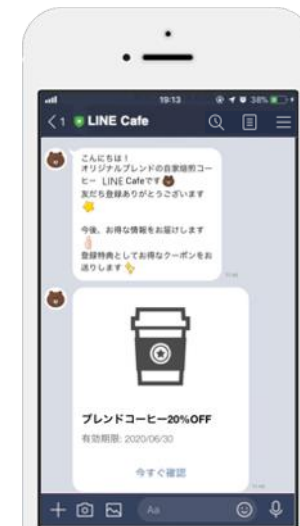 19:13
38%
1 LINE Cafe
こんにちは！
オリジナルブレンドの自家焙煎コー
ヒー LINE Cafeです
友だち登録ありがとうございます
今後、お得な情報をお届けします
登録特典としてお得なクーポンをお
送りします
ブレンドコーヒー20%OFF
有効期限: 2020/06/30
今すぐ確認
Aa